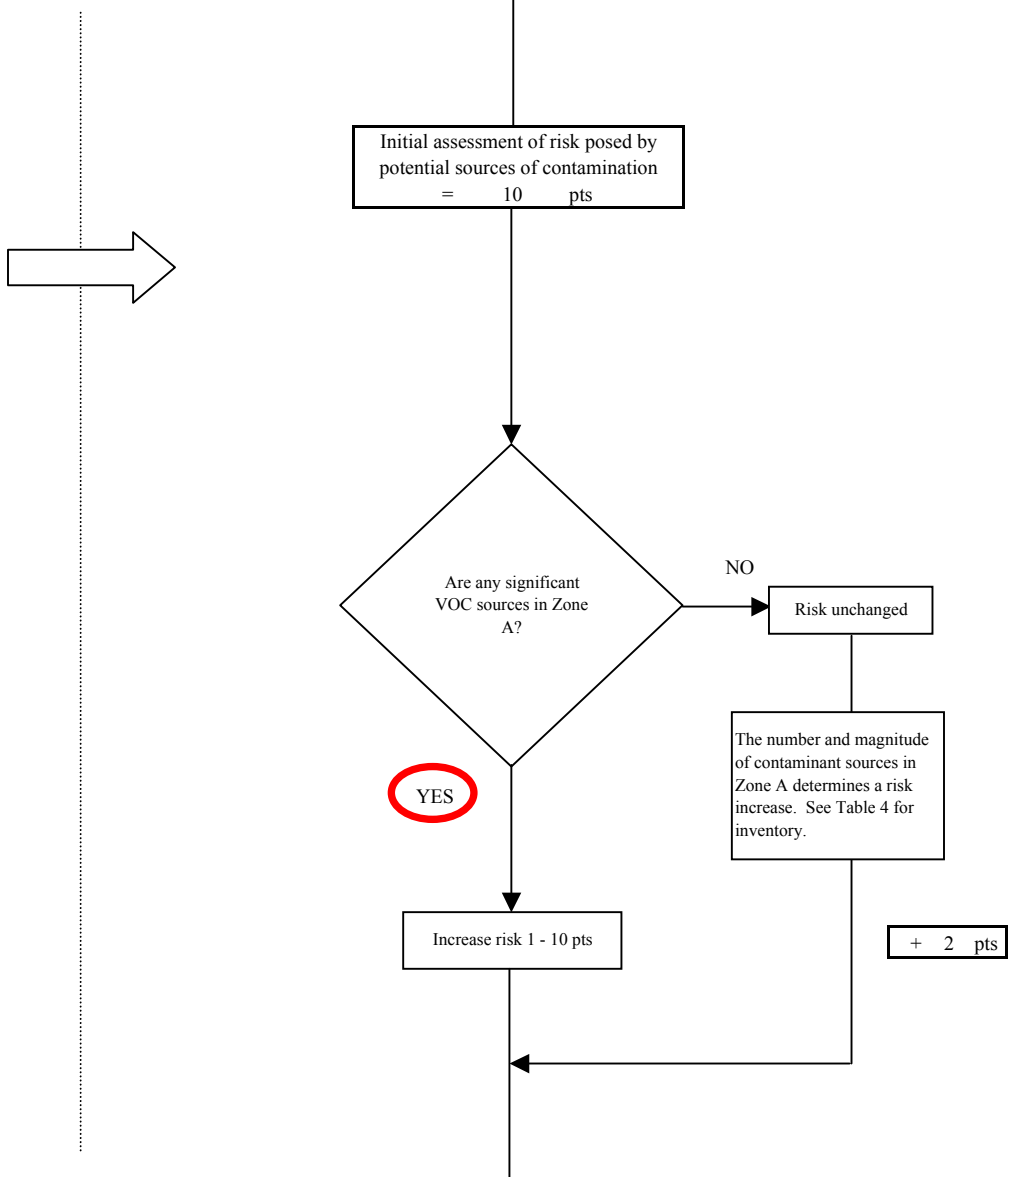 Initial assessment of risk posed by
potential sources of contamination
= 10 pts
Are any significant
VOC sources in Zone
A?
NO
Risk unchanged
The number and magnitude
of contaminant sources in
Zone A determines a risk
increase. See Table 4 for
inventory.
YES
Increase risk 1 - 10 pts
+ 2 pts